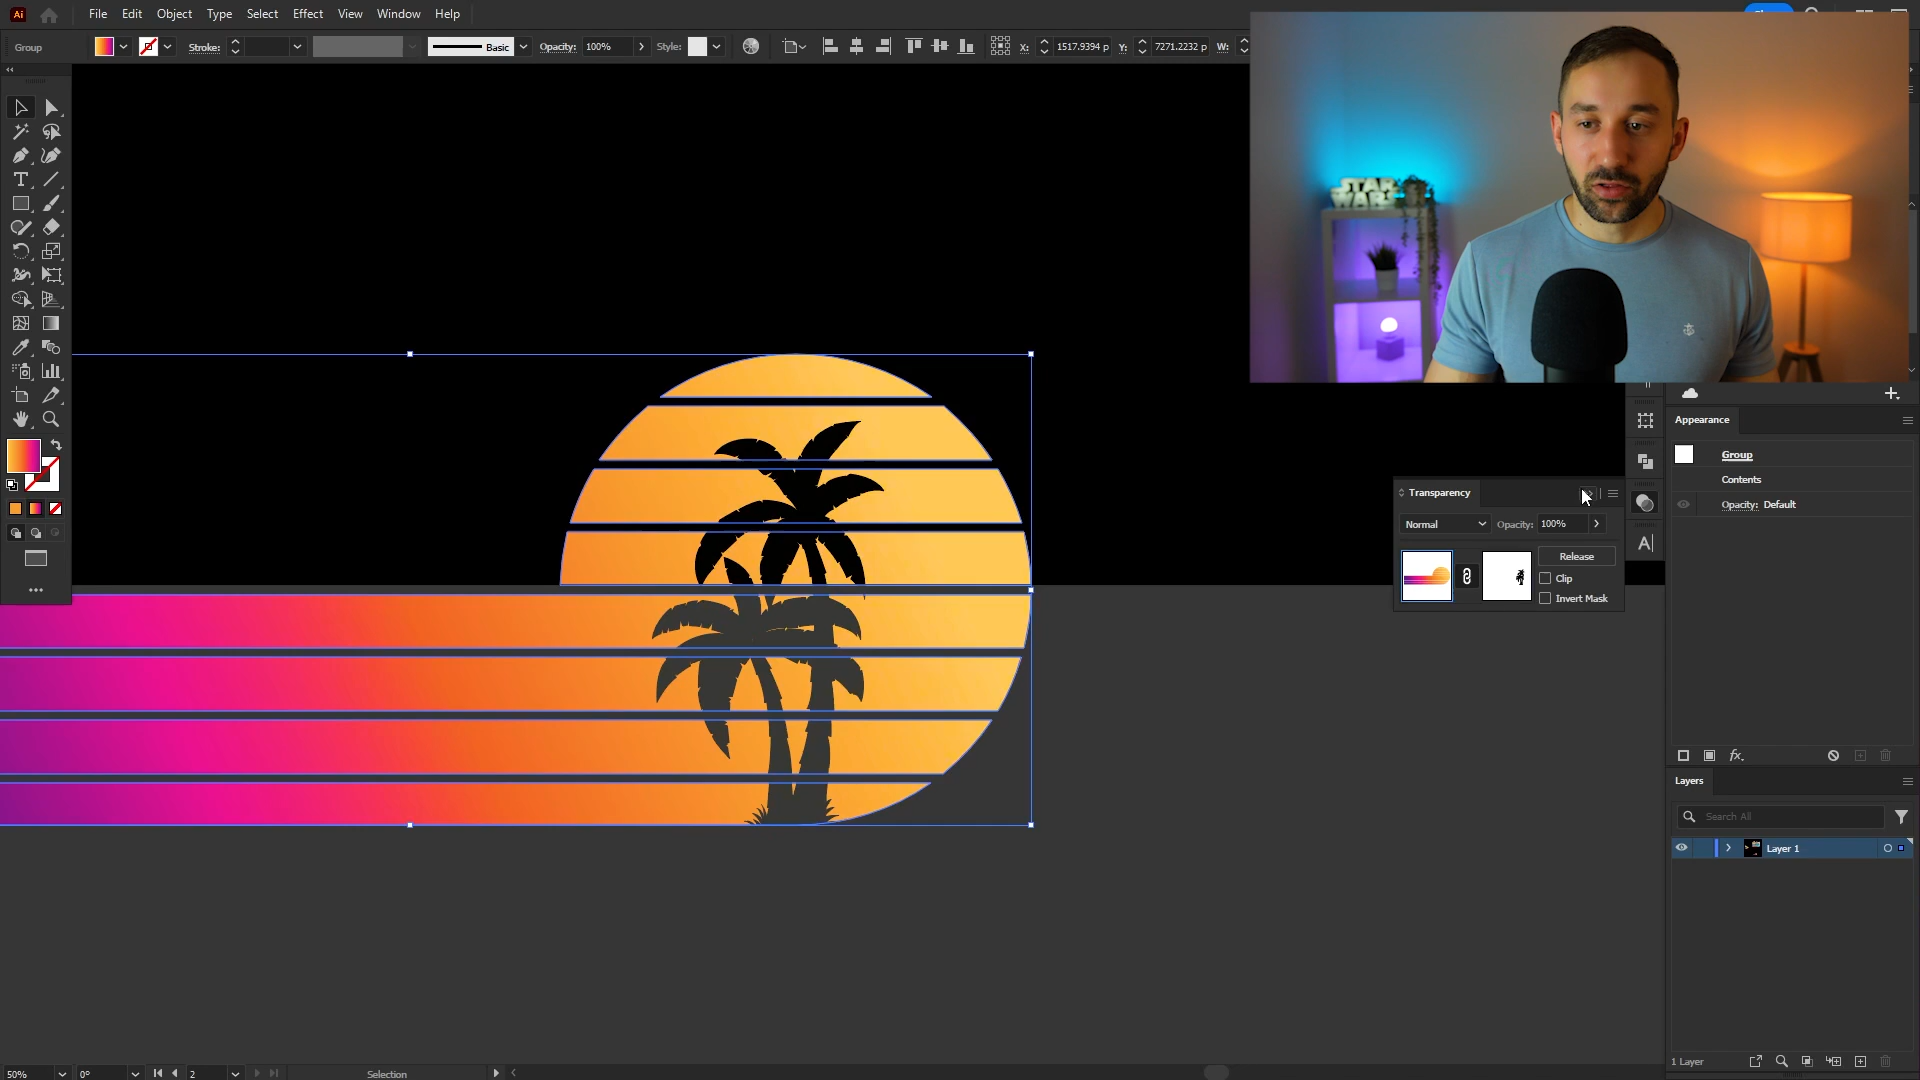 Ai File Edit Object Type Select Effect View Window Help
Group Stroke: Basic Opacity: 100% Style: X: 1517.9394 p Y: 7271.2232 p W:
STAR
WARS
Appearance
Group
Contents
Opacity: Default
Transparency
Normal Opacity: 100%
Release
Clip
Invert Mask
fx
Layers
Search All
Layer 1
1 Layer
50% 0° 2 Selection